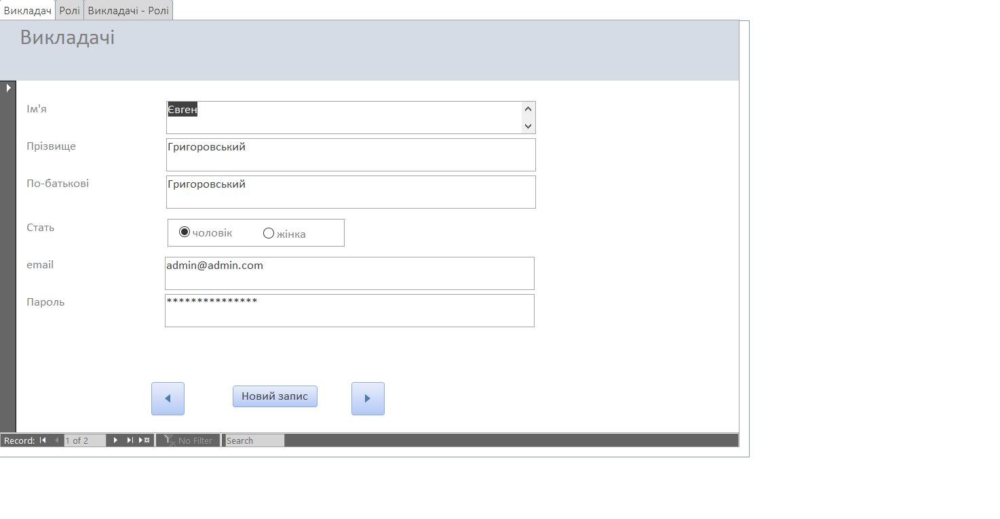 Викладач Ролі Викладачі - Ролі
Викладачі
Ім'я Євген
Прізвище Григоровський
По-батькові Григоровський
Стать чоловік жінка
email admin@admin.com
Пароль ***************
Новий запис
Record: 1 of 2 No Filter Search